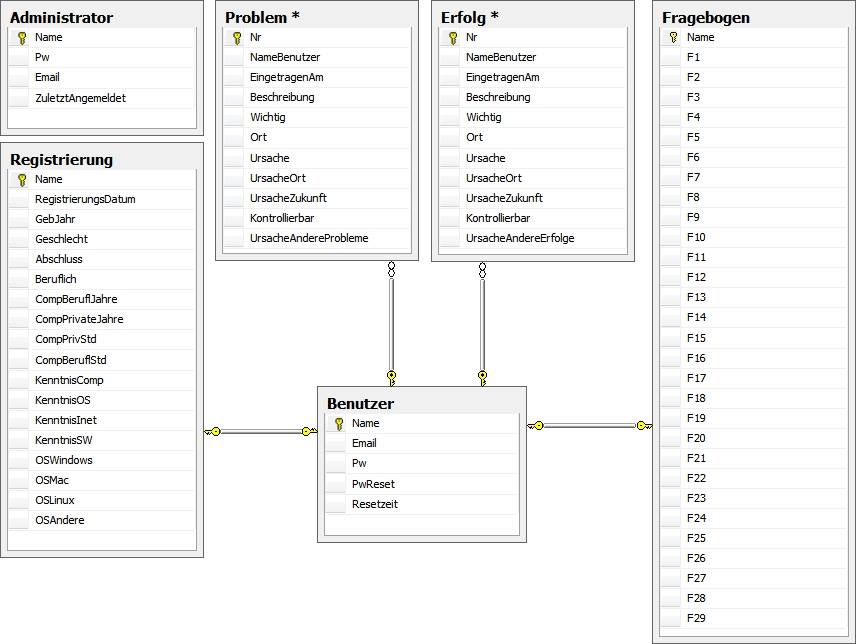 Administrator
Name
Pw
Email
ZuletztAngemeldet
Registrierung
Name
RegistrierungsDatum
GebJahr
Geschlecht
Abschluss
Beruflich
CompBeruflJahre
CompPrivateJahre
CompPrivStd
CompBeruflStd
KenntnisComp
KenntnisOS
KenntnisInet
KenntnisSW
OSWindows
OSMac
OSLinux
OSAndere
Problem *
Nr
NameBenutzer
EingetragenAm
Beschreibung
Wichtig
Ort
Ursache
UrsacheOrt
UrsacheZukunft
Kontrollierbar
UrsacheAndereProbleme
Erfolg *
Nr
NameBenutzer
EingetragenAm
Beschreibung
Wichtig
Ort
Ursache
UrsacheOrt
UrsacheZukunft
Kontrollierbar
UrsacheAndereErfolge
Benutzer
Name
Email
Pw
PwReset
Resetzeit
Fragebogen
Name
F1
F2
F3
F4
F5
F6
F7
F8
F9
F10
F11
F12
F13
F14
F15
F16
F17
F18
F19
F20
F21
F22
F23
F24
F25
F26
F27
F28
F29